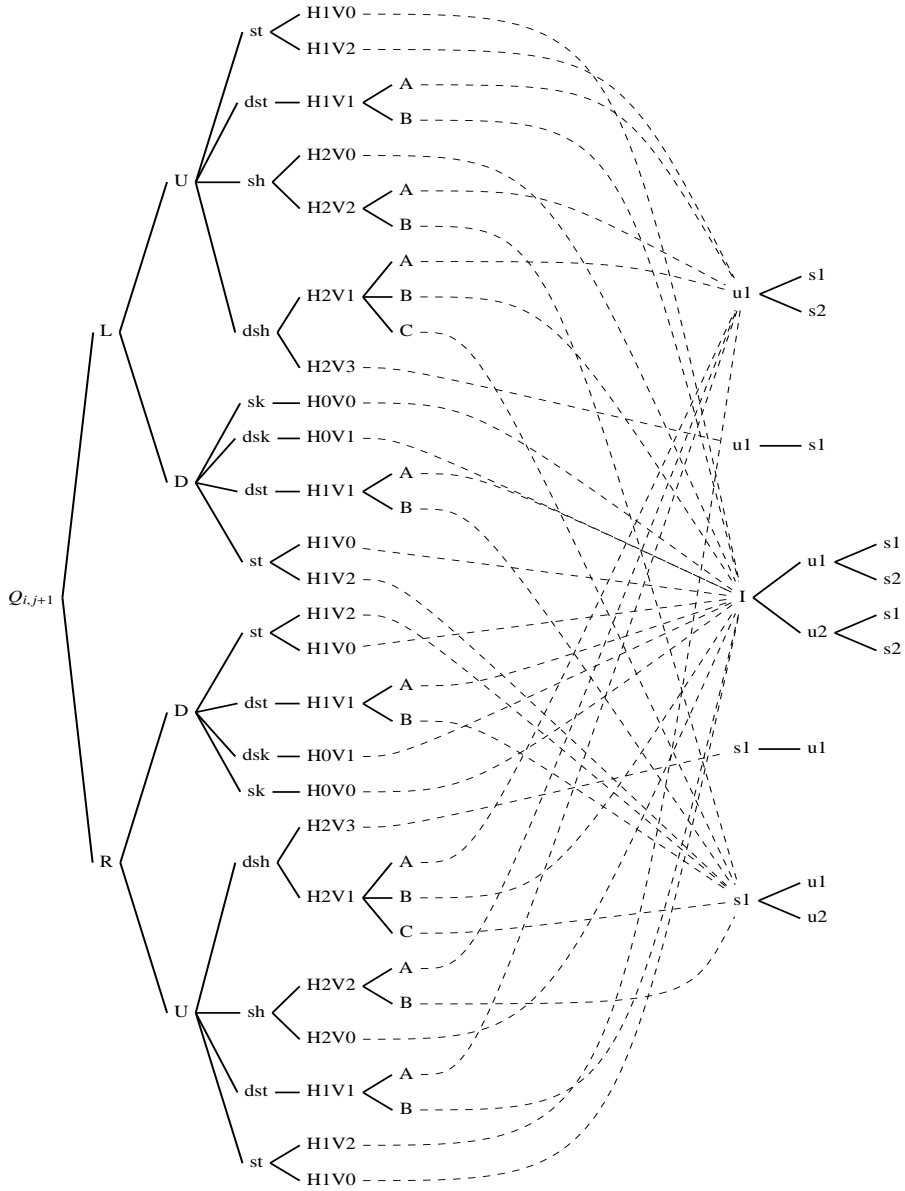 H1V0
st
H1V2
A
dst H1V1
B
H2V0
U sh
A
H2V2
B
A
H2V1 B
dsh C
H2V3
L
sk H0V0
dsk H0V1
D
A
dst H1V1
B
H1V0
st
H1V2
Q_{i,j+1}
H1V2
st
H1V0
A
D dst H1V1
B
dsk H0V1
sk H0V0
R
H2V3
dsh
A
H2V1 B
C
A
H2V2
U sh B
H2V0
A
dst H1V1
B
H1V2
st
H1V0
s1
u1
s2
u1 s1
s1
u1
s2
I
s1
u2
s2
s1 u1
u1
s1
u2